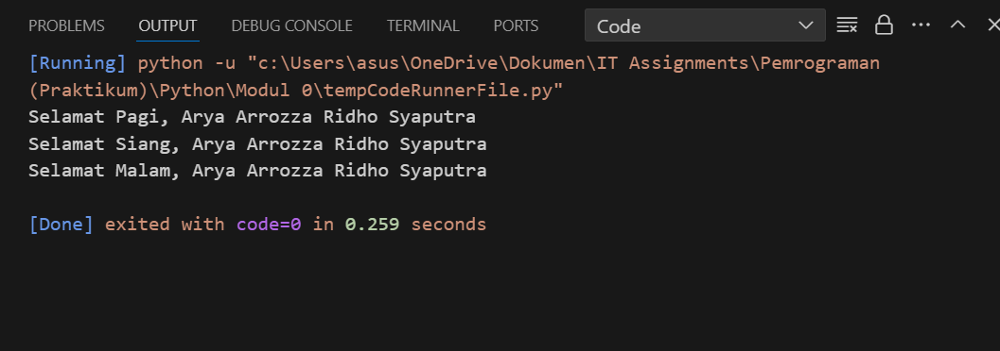 PROBLEMS OUTPUT DEBUG CONSOLE TERMINAL PORTS Code
[Running] python -u "c:\Users\asus\OneDrive\Dokumen\IT Assignments\Pemrograman
(Praktikum)\Python\Modul 0\tempCodeRunnerFile.py"
Selamat Pagi, Arya Arrozza Ridho Syaputra
Selamat Siang, Arya Arrozza Ridho Syaputra
Selamat Malam, Arya Arrozza Ridho Syaputra
[Done] exited with code=0 in 0.259 seconds